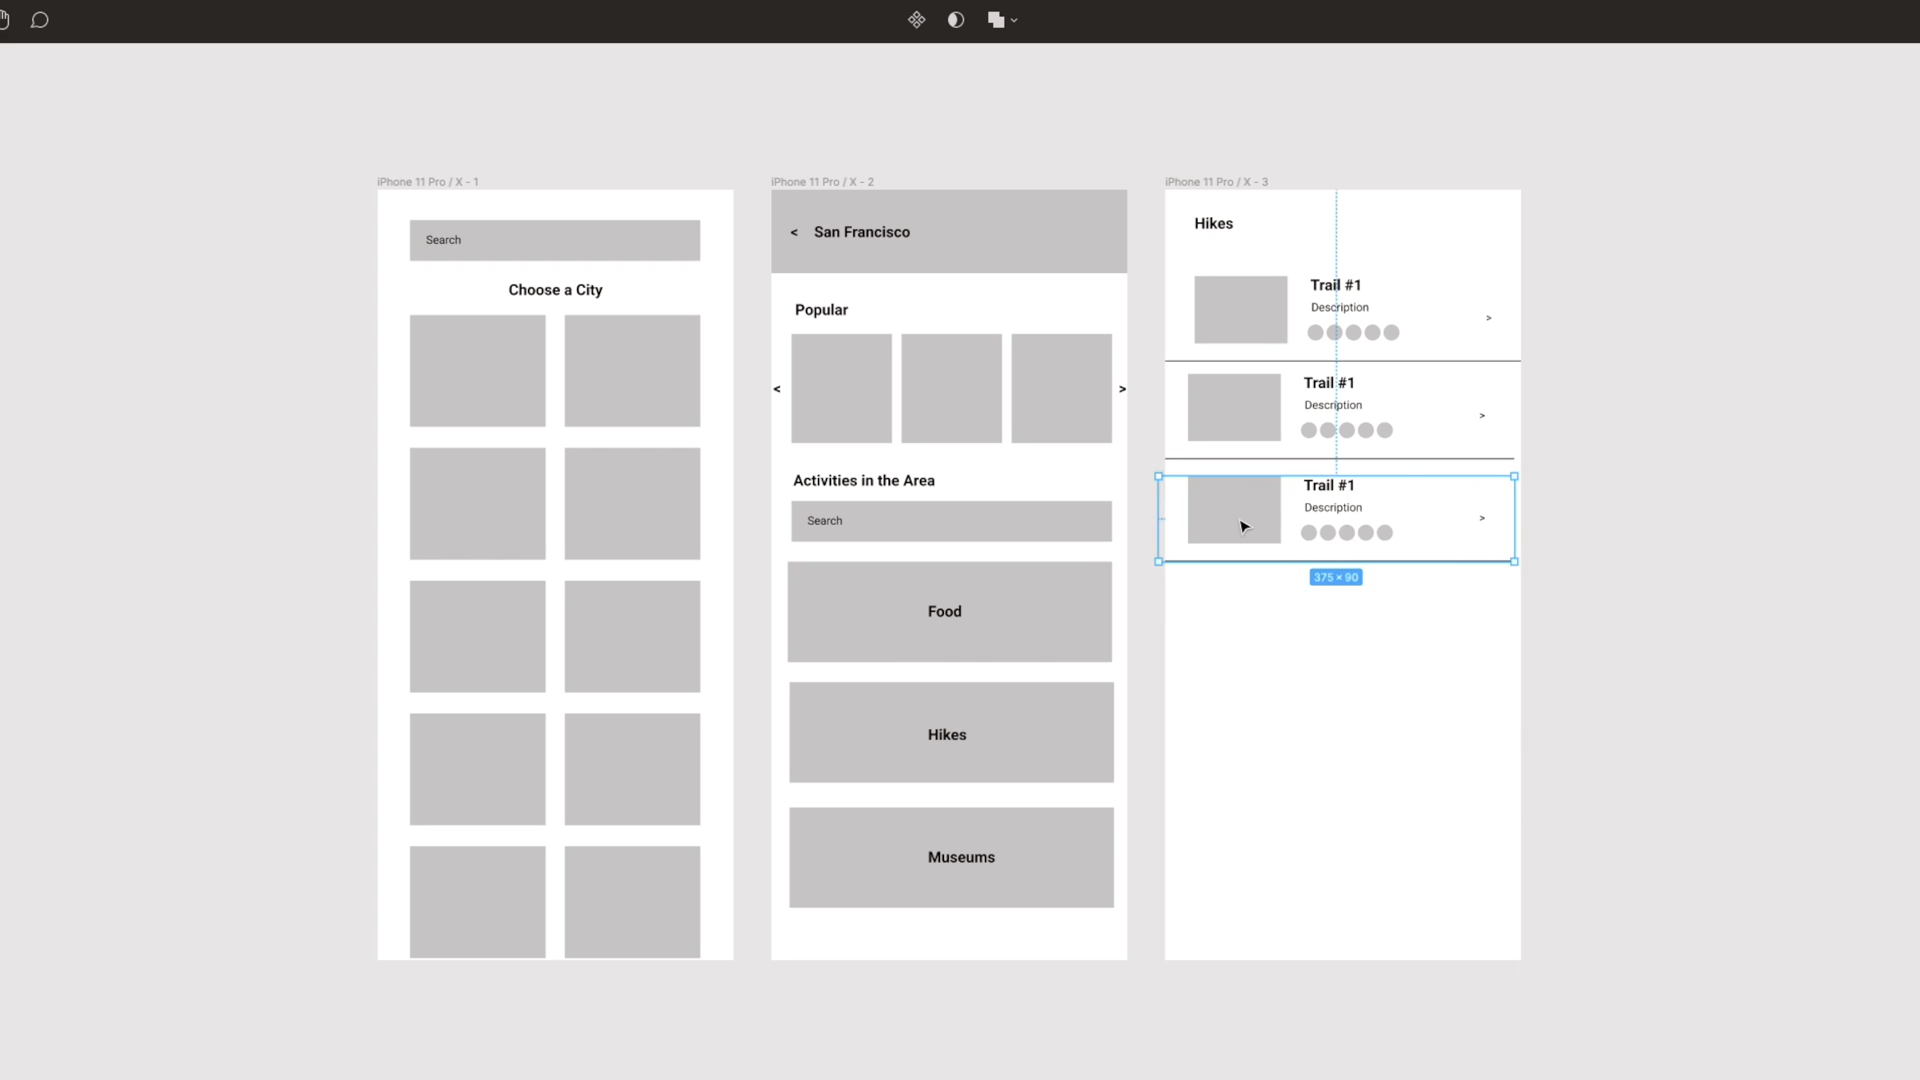 iPhone 11 Pro / X - 1
Search
Choose a City
iPhone 11 Pro / X - 2
< San Francisco
Popular
< >
Activities in the Area
Search
Food
Hikes
Museums
iPhone 11 Pro / X - 3
Hikes
Trail #1
Description
>
Trail #1
Description
>
Trail #1
Description
>
375 × 90